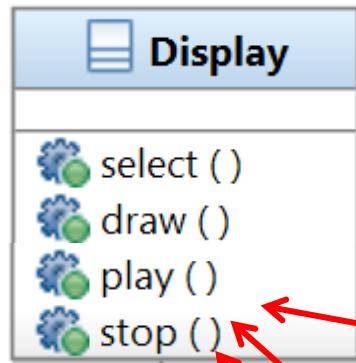 Display
select ( )
draw ( )
play ( )
stop ( )